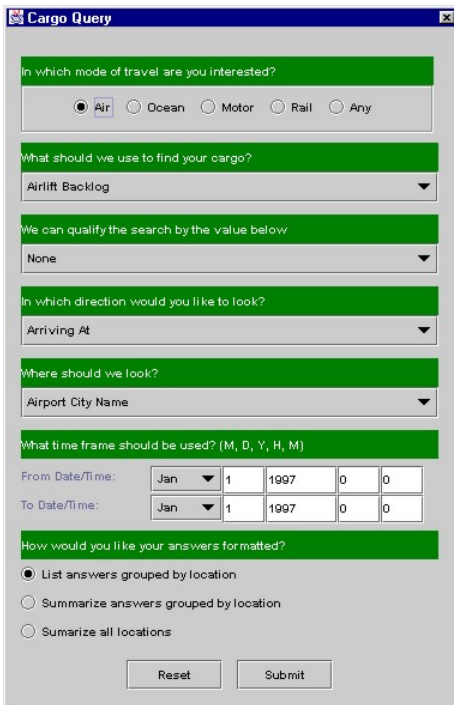 Cargo Query
In which mode of travel are you interested?
Air Ocean Motor Rail Any
What should we use to find your cargo?
Airlift Backlog
We can qualify the search by the value below
None
In which direction would you like to look?
Arriving At
Where should we look?
Airport City Name
What time frame should be used? (M, D, Y, H, M)
From Date/Time: Jan 1 1997 0 0
To Date/Time: Jan 1 1997 0 0
How would you like your answers formatted?
List answers grouped by location
Summarize answers grouped by location
Sumarize all locations
Reset Submit